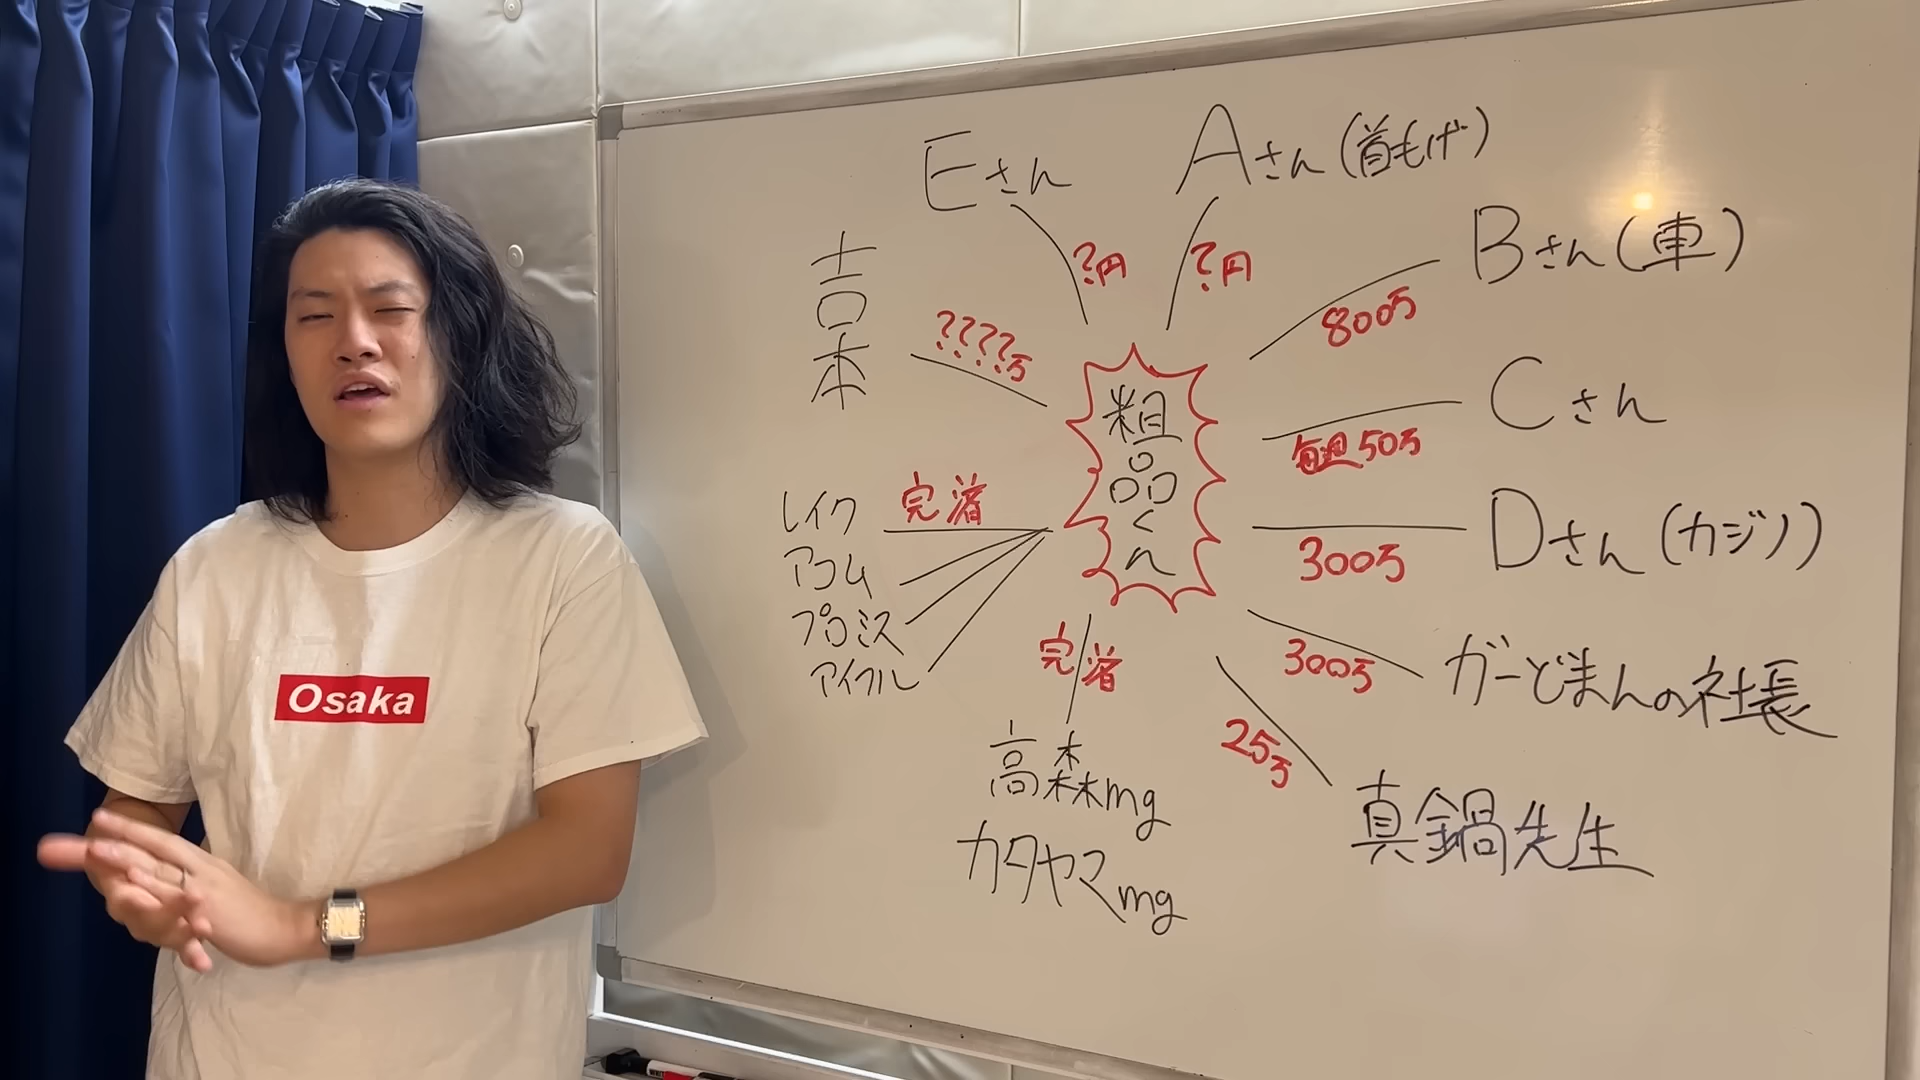 Eさん
Aさん(首もげ)
?円
?円
Bさん(車)
800万
吉本
????万
粗品くん
Cさん
毎週50万
レイク
完済
アコム
プロミス
アイフル
Dさん(カジノ)
300万
ガーどまんの社長
300万
完済
25万
高森mg
カタヤマmg
真鍋先生
Osaka